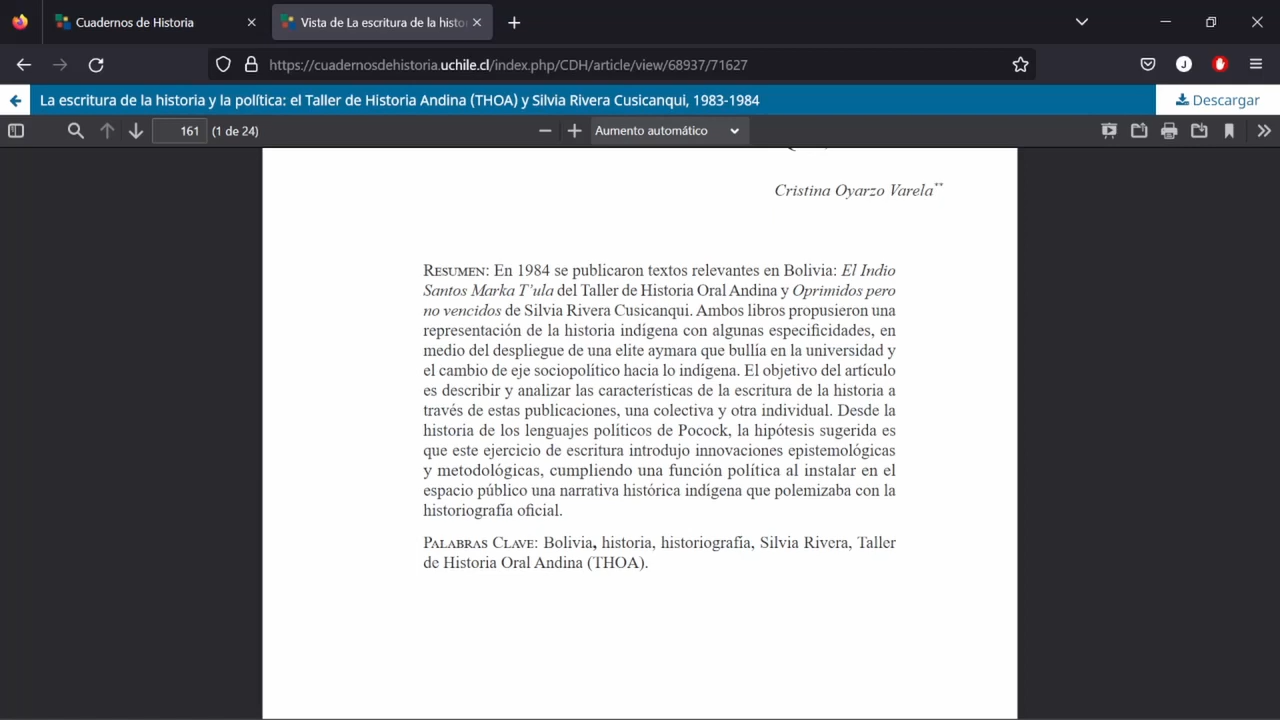 Cuadernos de Historia
Vista de La escritura de la histo
https://cuadernosdehistoria.uchile.cl/index.php/CDH/article/view/68937/71627
J
La escritura de la historia y la política: el Taller de Historia Andina (THOA) y Silvia Rivera Cusicanqui, 1983-1984
Descargar
161 (1 de 24)
Aumento automático
Cristina Oyarzo Varela**
RESUMEN: En 1984 se publicaron textos relevantes en Bolivia: El Indio
Santos Marka T’ula del Taller de Historia Oral Andina y Oprimidos pero
no vencidos de Silvia Rivera Cusicanqui. Ambos libros propusieron una
representación de la historia indígena con algunas especificidades, en
medio del despliegue de una elite aymara que bullía en la universidad y
el cambio de eje sociopolítico hacia lo indígena. El objetivo del artículo
es describir y analizar las características de la escritura de la historia a
través de estas publicaciones, una colectiva y otra individual. Desde la
historia de los lenguajes políticos de Pocock, la hipótesis sugerida es
que este ejercicio de escritura introdujo innovaciones epistemológicas
y metodológicas, cumpliendo una función política al instalar en el
espacio público una narrativa histórica indígena que polemizaba con la
historiografía oficial.
PALABRAS CLAVE: Bolivia, historia, historiografía, Silvia Rivera, Taller
de Historia Oral Andina (THOA).